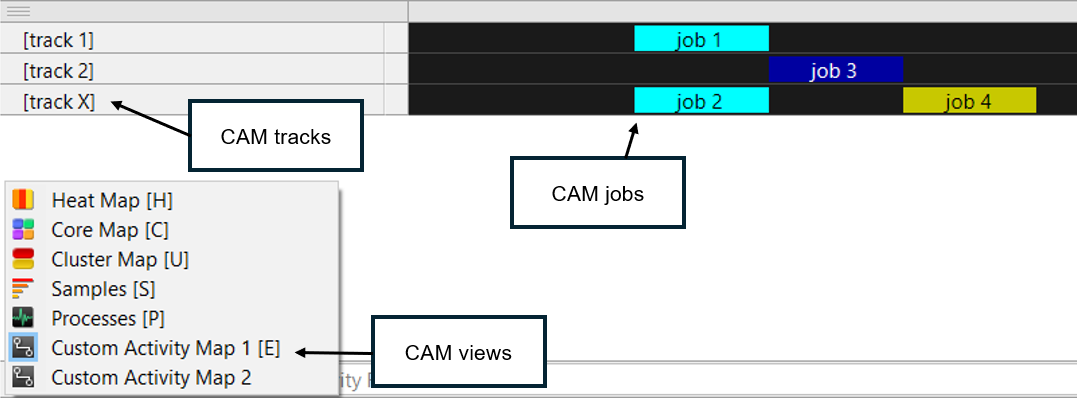 [track 1]
job 1
[track 2]
job 3
[track X]
job 2
job 4
CAM tracks
CAM jobs
Heat Map [H]
Core Map [C]
Cluster Map [U]
Samples [S]
Processes [P]
Custom Activity Map 1 [E]
CAM views
Custom Activity Map 2